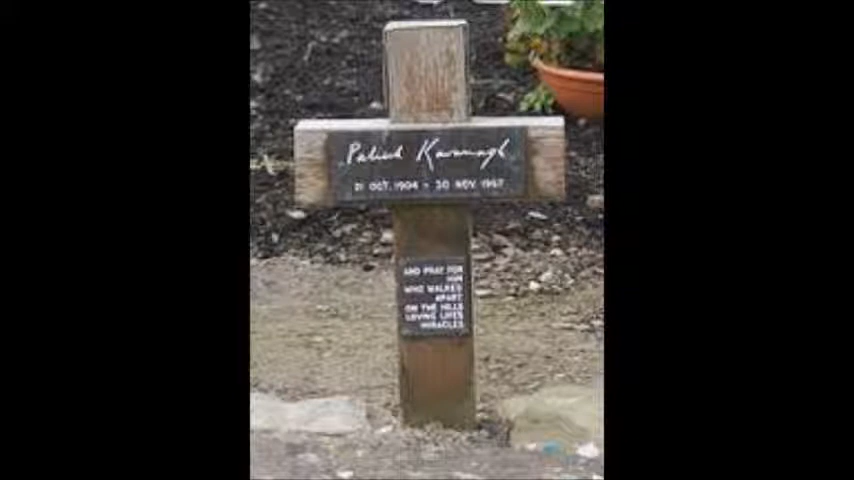 Patrick Kavanagh
21 OCT. 1904 - 30 NOV. 1967
AND PRAY FOR
HIM
WHO WALKED
APART
ON THE HILLS
LOVING LIFE'S
MIRACLES